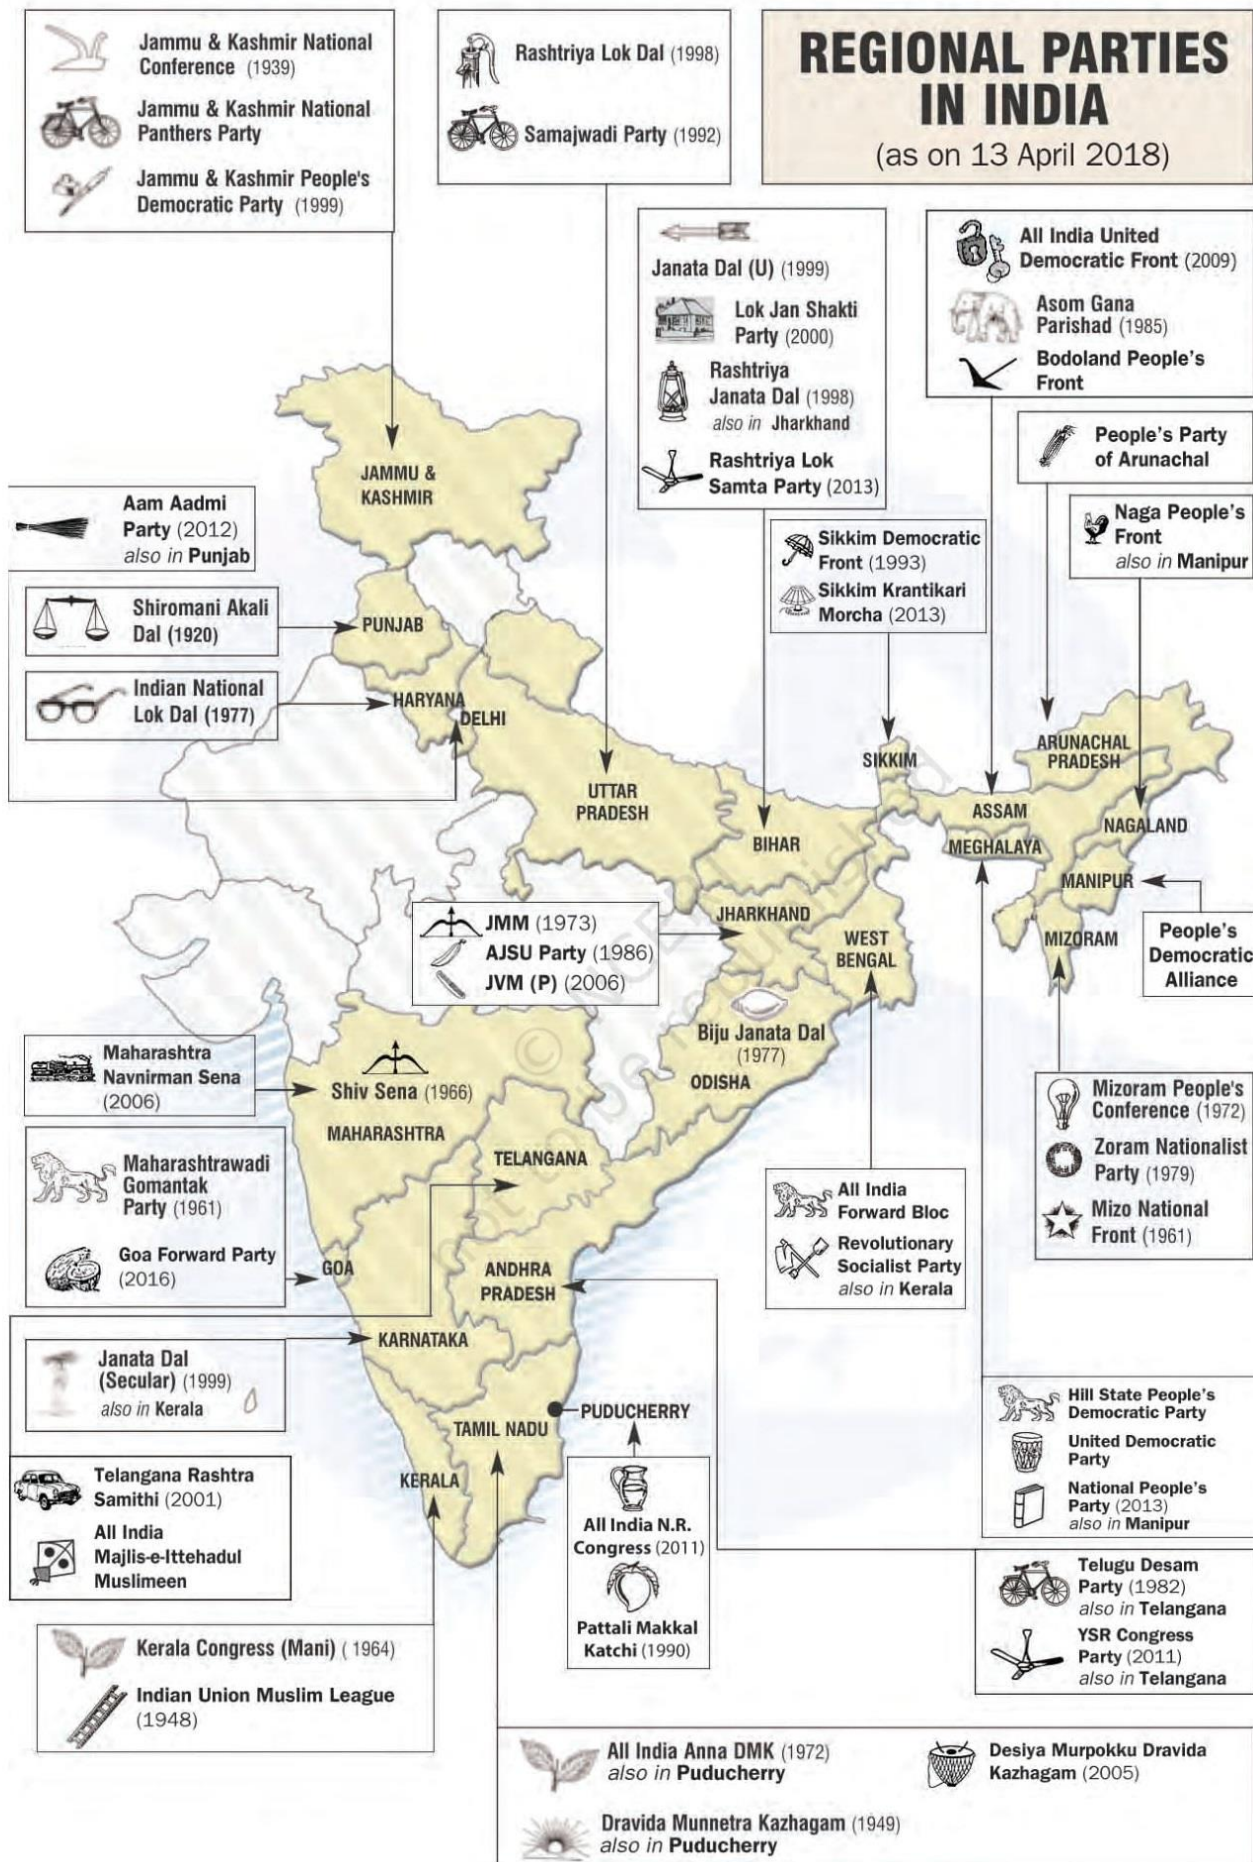 REGIONAL PARTIES
IN INDIA
(as on 13 April 2018)
Jammu & Kashmir National
Conference (1939)
Jammu & Kashmir National
Panthers Party
Jammu & Kashmir People's
Democratic Party (1999)
Rashtriya Lok Dal (1998)
Samajwadi Party (1992)
Janata Dal (U) (1999)
Lok Jan Shakti
Party (2000)
Rashtriya
Janata Dal (1998)
also in Jharkhand
Rashtriya Lok
Samta Party (2013)
All India United
Democratic Front (2009)
Asom Gana
Parishad (1985)
Bodoland People's
Front
People's Party
of Arunachal
Naga People's
Front
also in Manipur
Sikkim Democratic
Front (1993)
Sikkim Krantikari
Morcha (2013)
Aam Aadmi
Party (2012)
also in Punjab
Shiromani Akali
Dal (1920)
Indian National
Lok Dal (1977)
JAMMU &
KASHMIR
PUNJAB
HARYANA
DELHI
UTTAR
PRADESH
BIHAR
SIKKIM
ARUNACHAL
PRADESH
ASSAM
NAGALAND
MEGHALAYA
MANIPUR
MIZORAM
JHARKHAND
WEST
BENGAL
People's
Democratic
Alliance
JMM (1973)
AJSU Party (1986)
JVM (P) (2006)
Biju Janata Dal
(1977)
ODISHA
Maharashtra
Navnirman Sena
(2006)
Shiv Sena (1966)
MAHARASHTRA
TELANGANA
Maharashtrawadi
Gomantak
Party (1961)
Goa Forward Party
(2016)
GOA
ANDHRA
PRADESH
KARNATAKA
Mizoram People's
Conference (1972)
Zoram Nationalist
Party (1979)
Mizo National
Front (1961)
All India
Forward Bloc
Revolutionary
Socialist Party
also in Kerala
Janata Dal
(Secular) (1999)
also in Kerala
PUDUCHERRY
TAMIL NADU
KERALA
Hill State People's
Democratic Party
United Democratic
Party
National People's
Party (2013)
also in Manipur
Telangana Rashtra
Samithi (2001)
All India
Majlis-e-Ittehadul
Muslimeen
All India N.R.
Congress (2011)
Pattali Makkal
Katchi (1990)
Telugu Desam
Party (1982)
also in Telangana
YSR Congress
Party (2011)
also in Telangana
Kerala Congress (Mani) ( 1964)
Indian Union Muslim League
(1948)
All India Anna DMK (1972)
also in Puducherry
Desiya Murpokku Dravida
Kazhagam (2005)
Dravida Munnetra Kazhagam (1949)
also in Puducherry